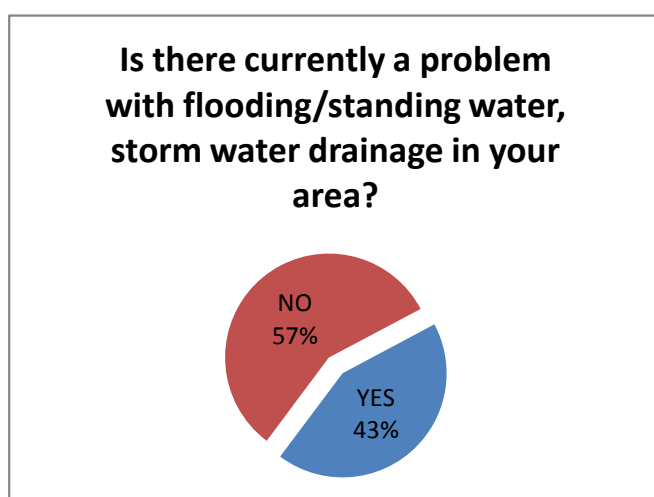 Is there currently a problem
with flooding/standing water,
storm water drainage in your
area?
NO
57%
YES
43%